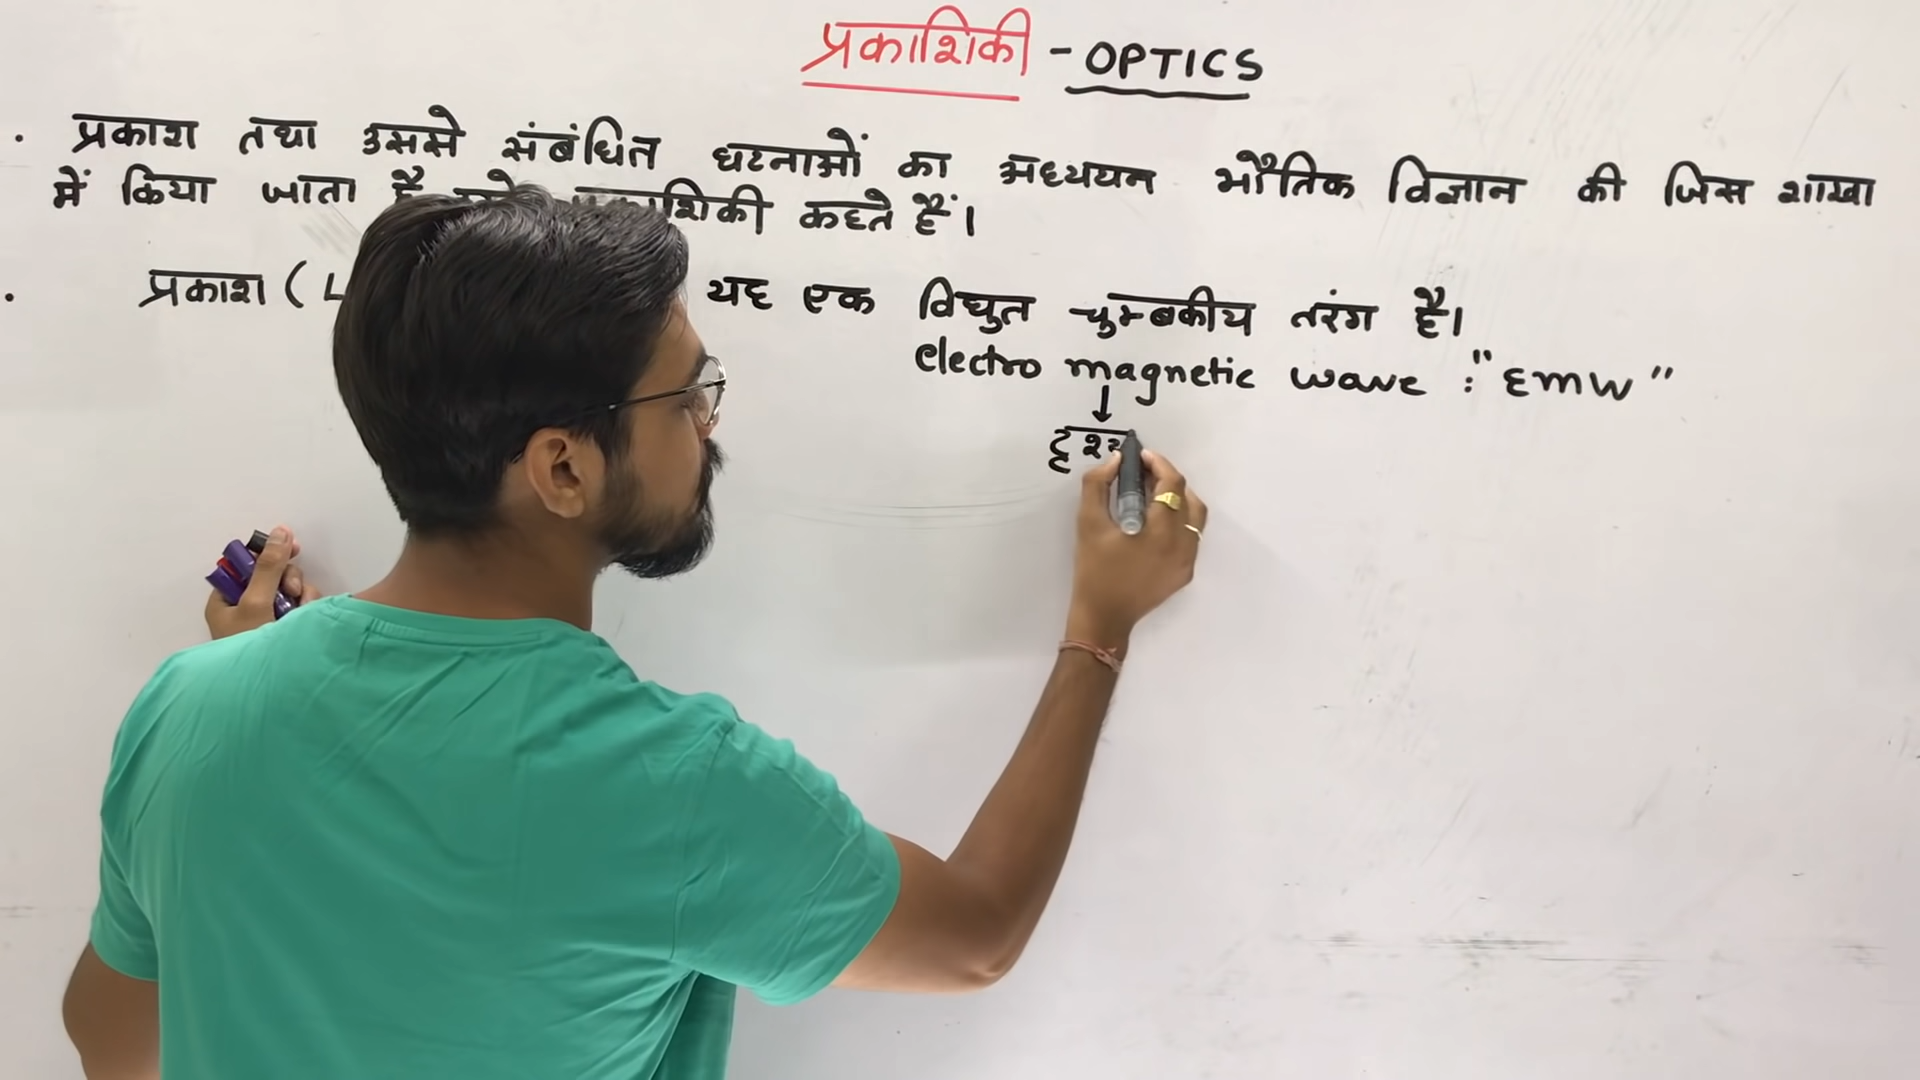 प्रकाशिकी - OPTICS
• प्रकाश तथा उससे संबंधित घटनाओं का अध्ययन भौतिक विज्ञान की जिस शाखा
में किया जाता है कहते हैं।
• प्रकाश ( यह एक विद्युत चुम्बकीय तरंग है।
electro magnetic wave : "EMW"
↓